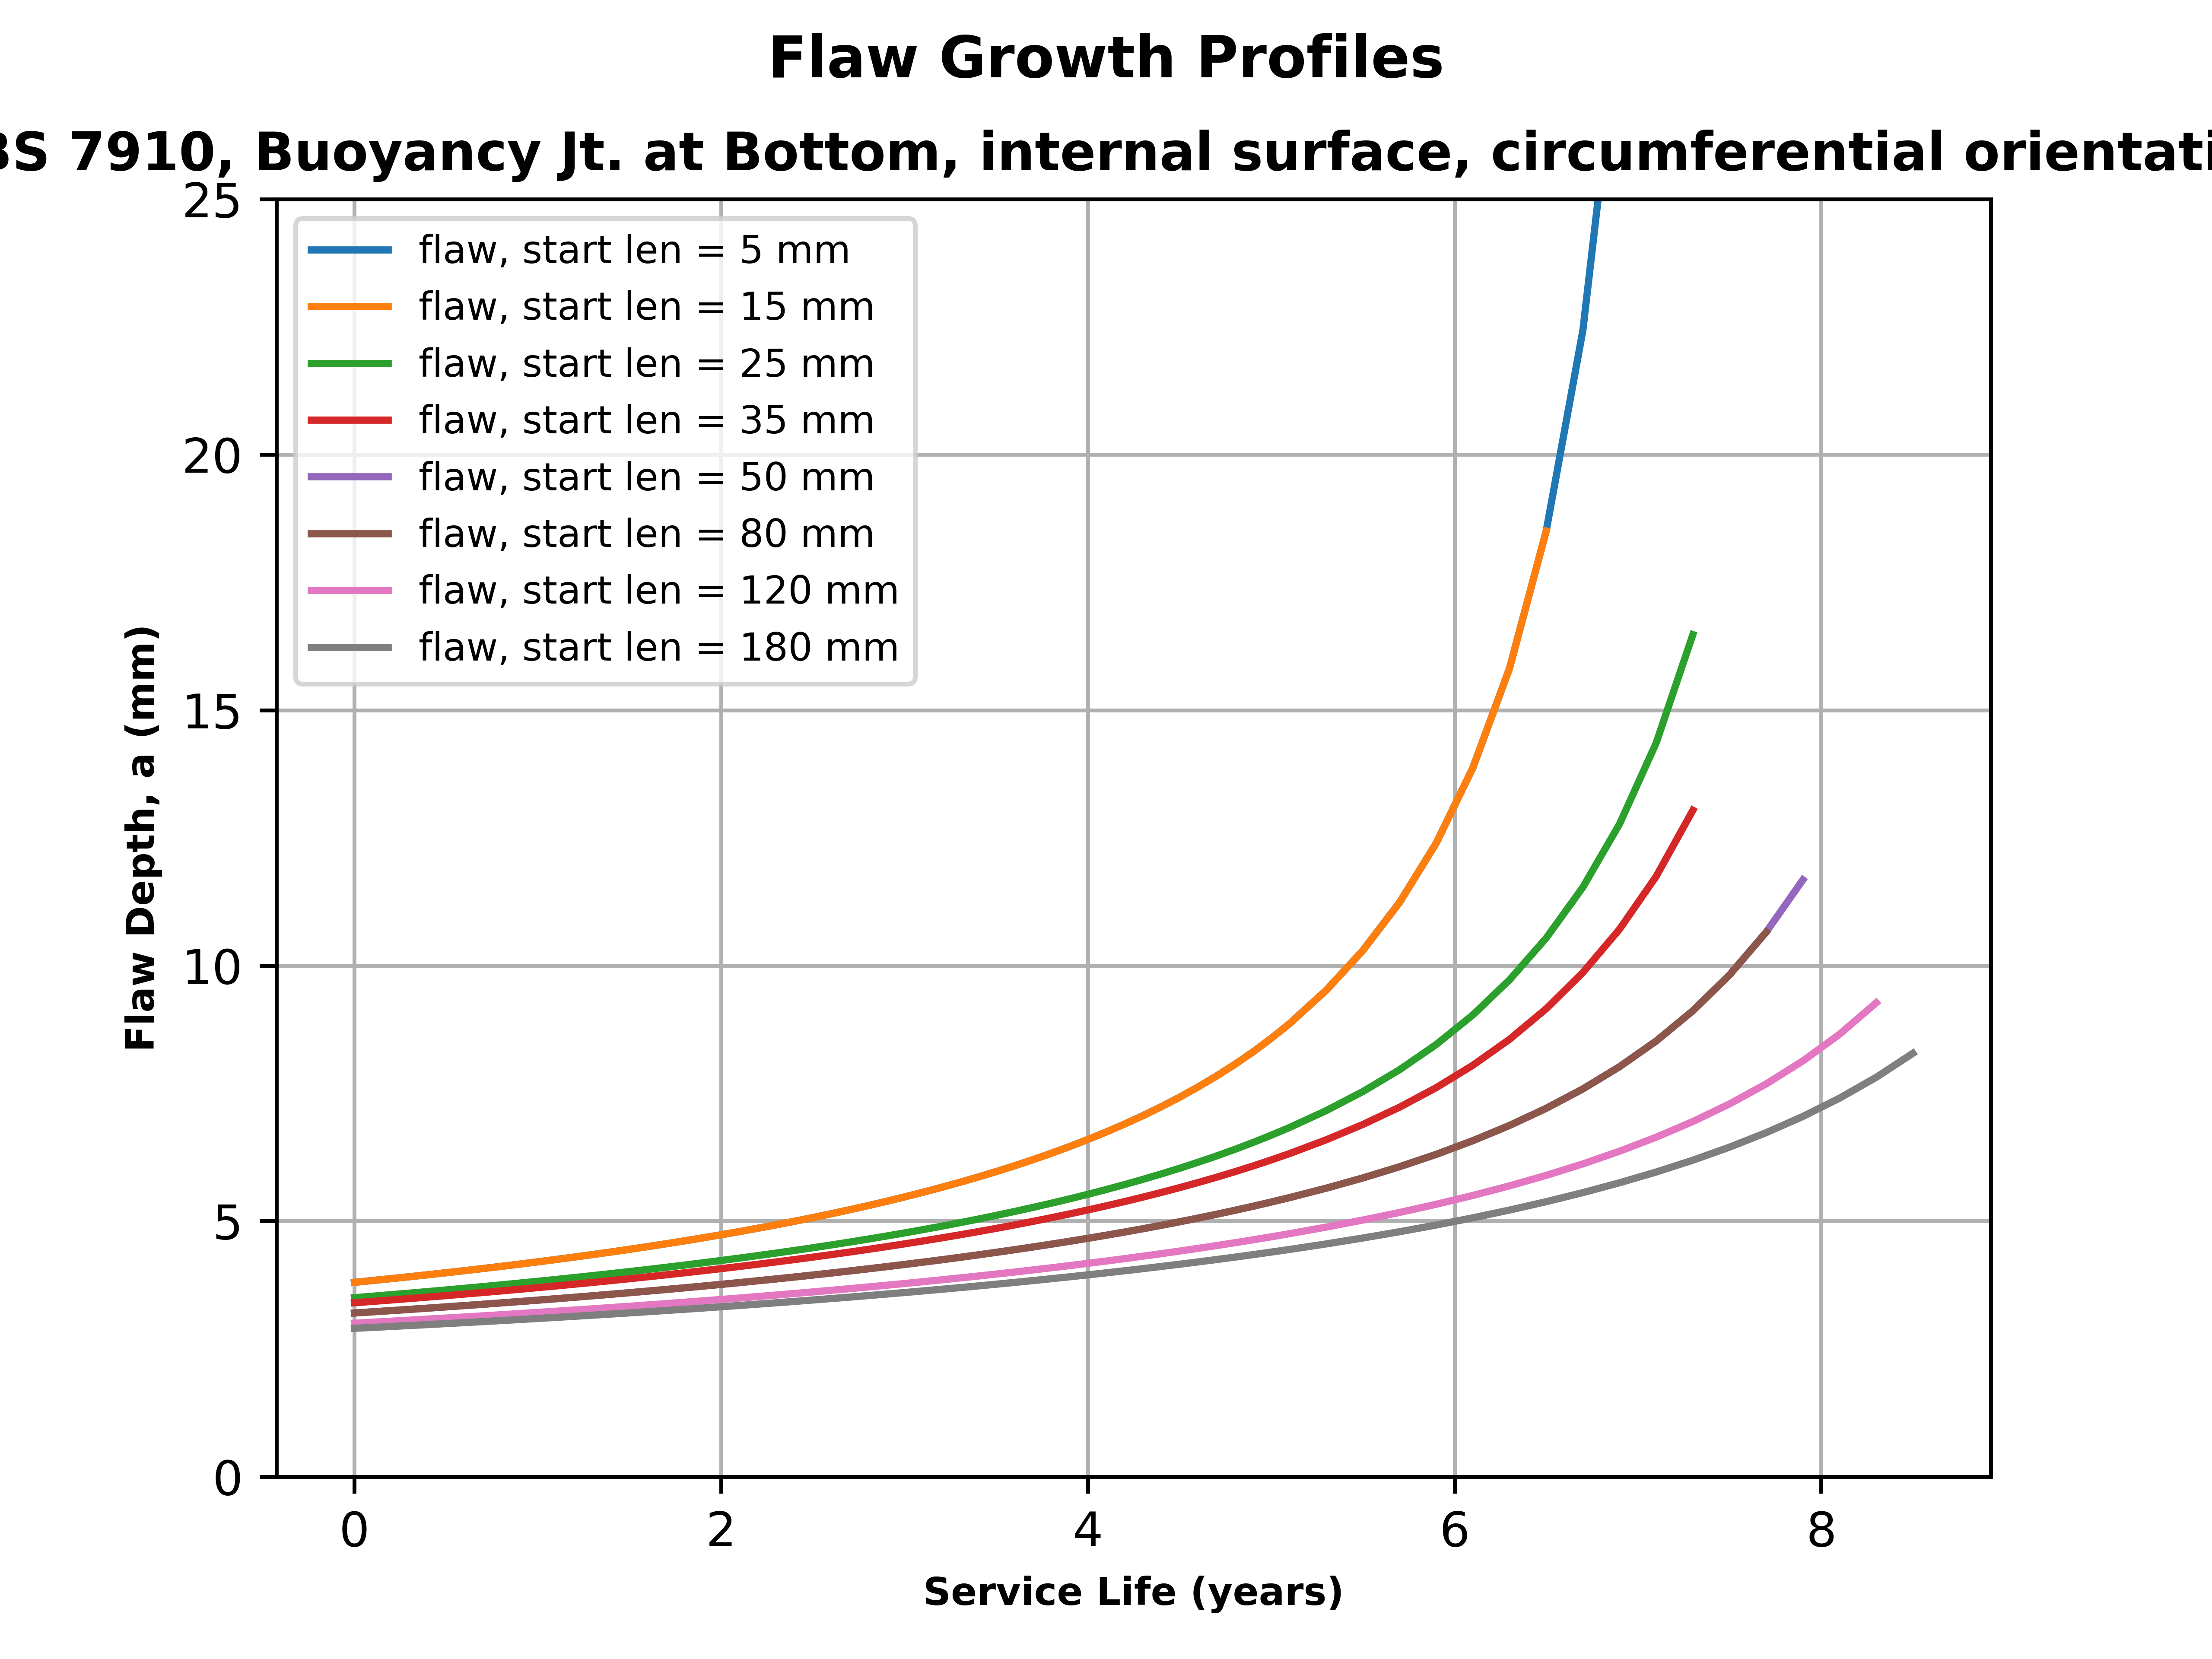 Flaw Growth Profiles
BS 7910, Buoyancy Jt. at Bottom, internal surface, circumferential orientati
25
20
15
10
5
0
flaw, start len = 5 mm
flaw, start len = 15 mm
flaw, start len = 25 mm
flaw, start len = 35 mm
flaw, start len = 50 mm
flaw, start len = 80 mm
flaw, start len = 120 mm
flaw, start len = 180 mm
Flaw Depth, a (mm)
0 2 4 6 8
Service Life (years)